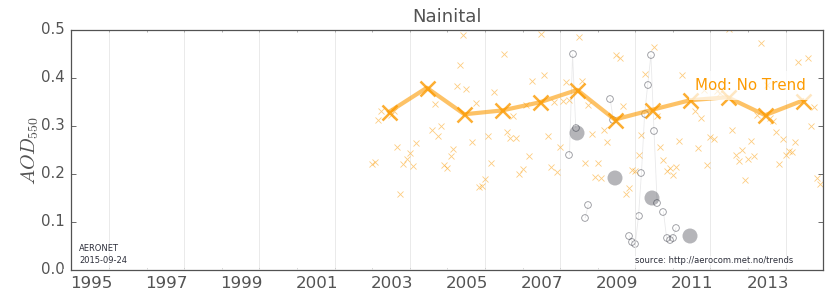 Nainital
0.5
0.4
0.3
0.2
0.1
0.0
AOD550
Mod: No Trend
AERONET
2015-09-24
source: http://aerocom.met.no/trends
1995 1997 1999 2001 2003 2005 2007 2009 2011 2013